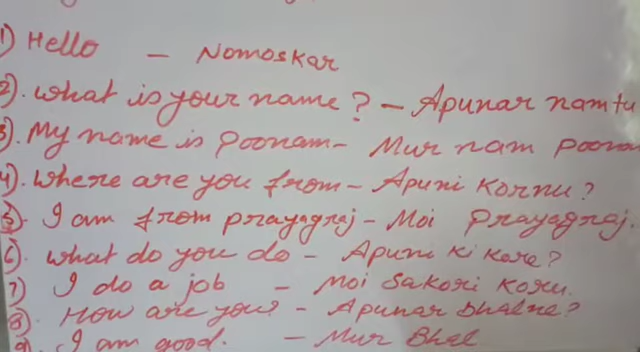 1) Hello — Nomoskar
2). what is your name? - Apunar namtu
3). My name is Poonam - Mur nam poonam
4). Where are you from - Apuni Kornu?
5). I am from prayagraj - Moi Prayagraj.
6). what do you do - Apuni ki kore?
7) I do a job - Moi Sakori Koru.
8). How are you? - Apunar bhalne?
9) I am good. - Mur Bhal